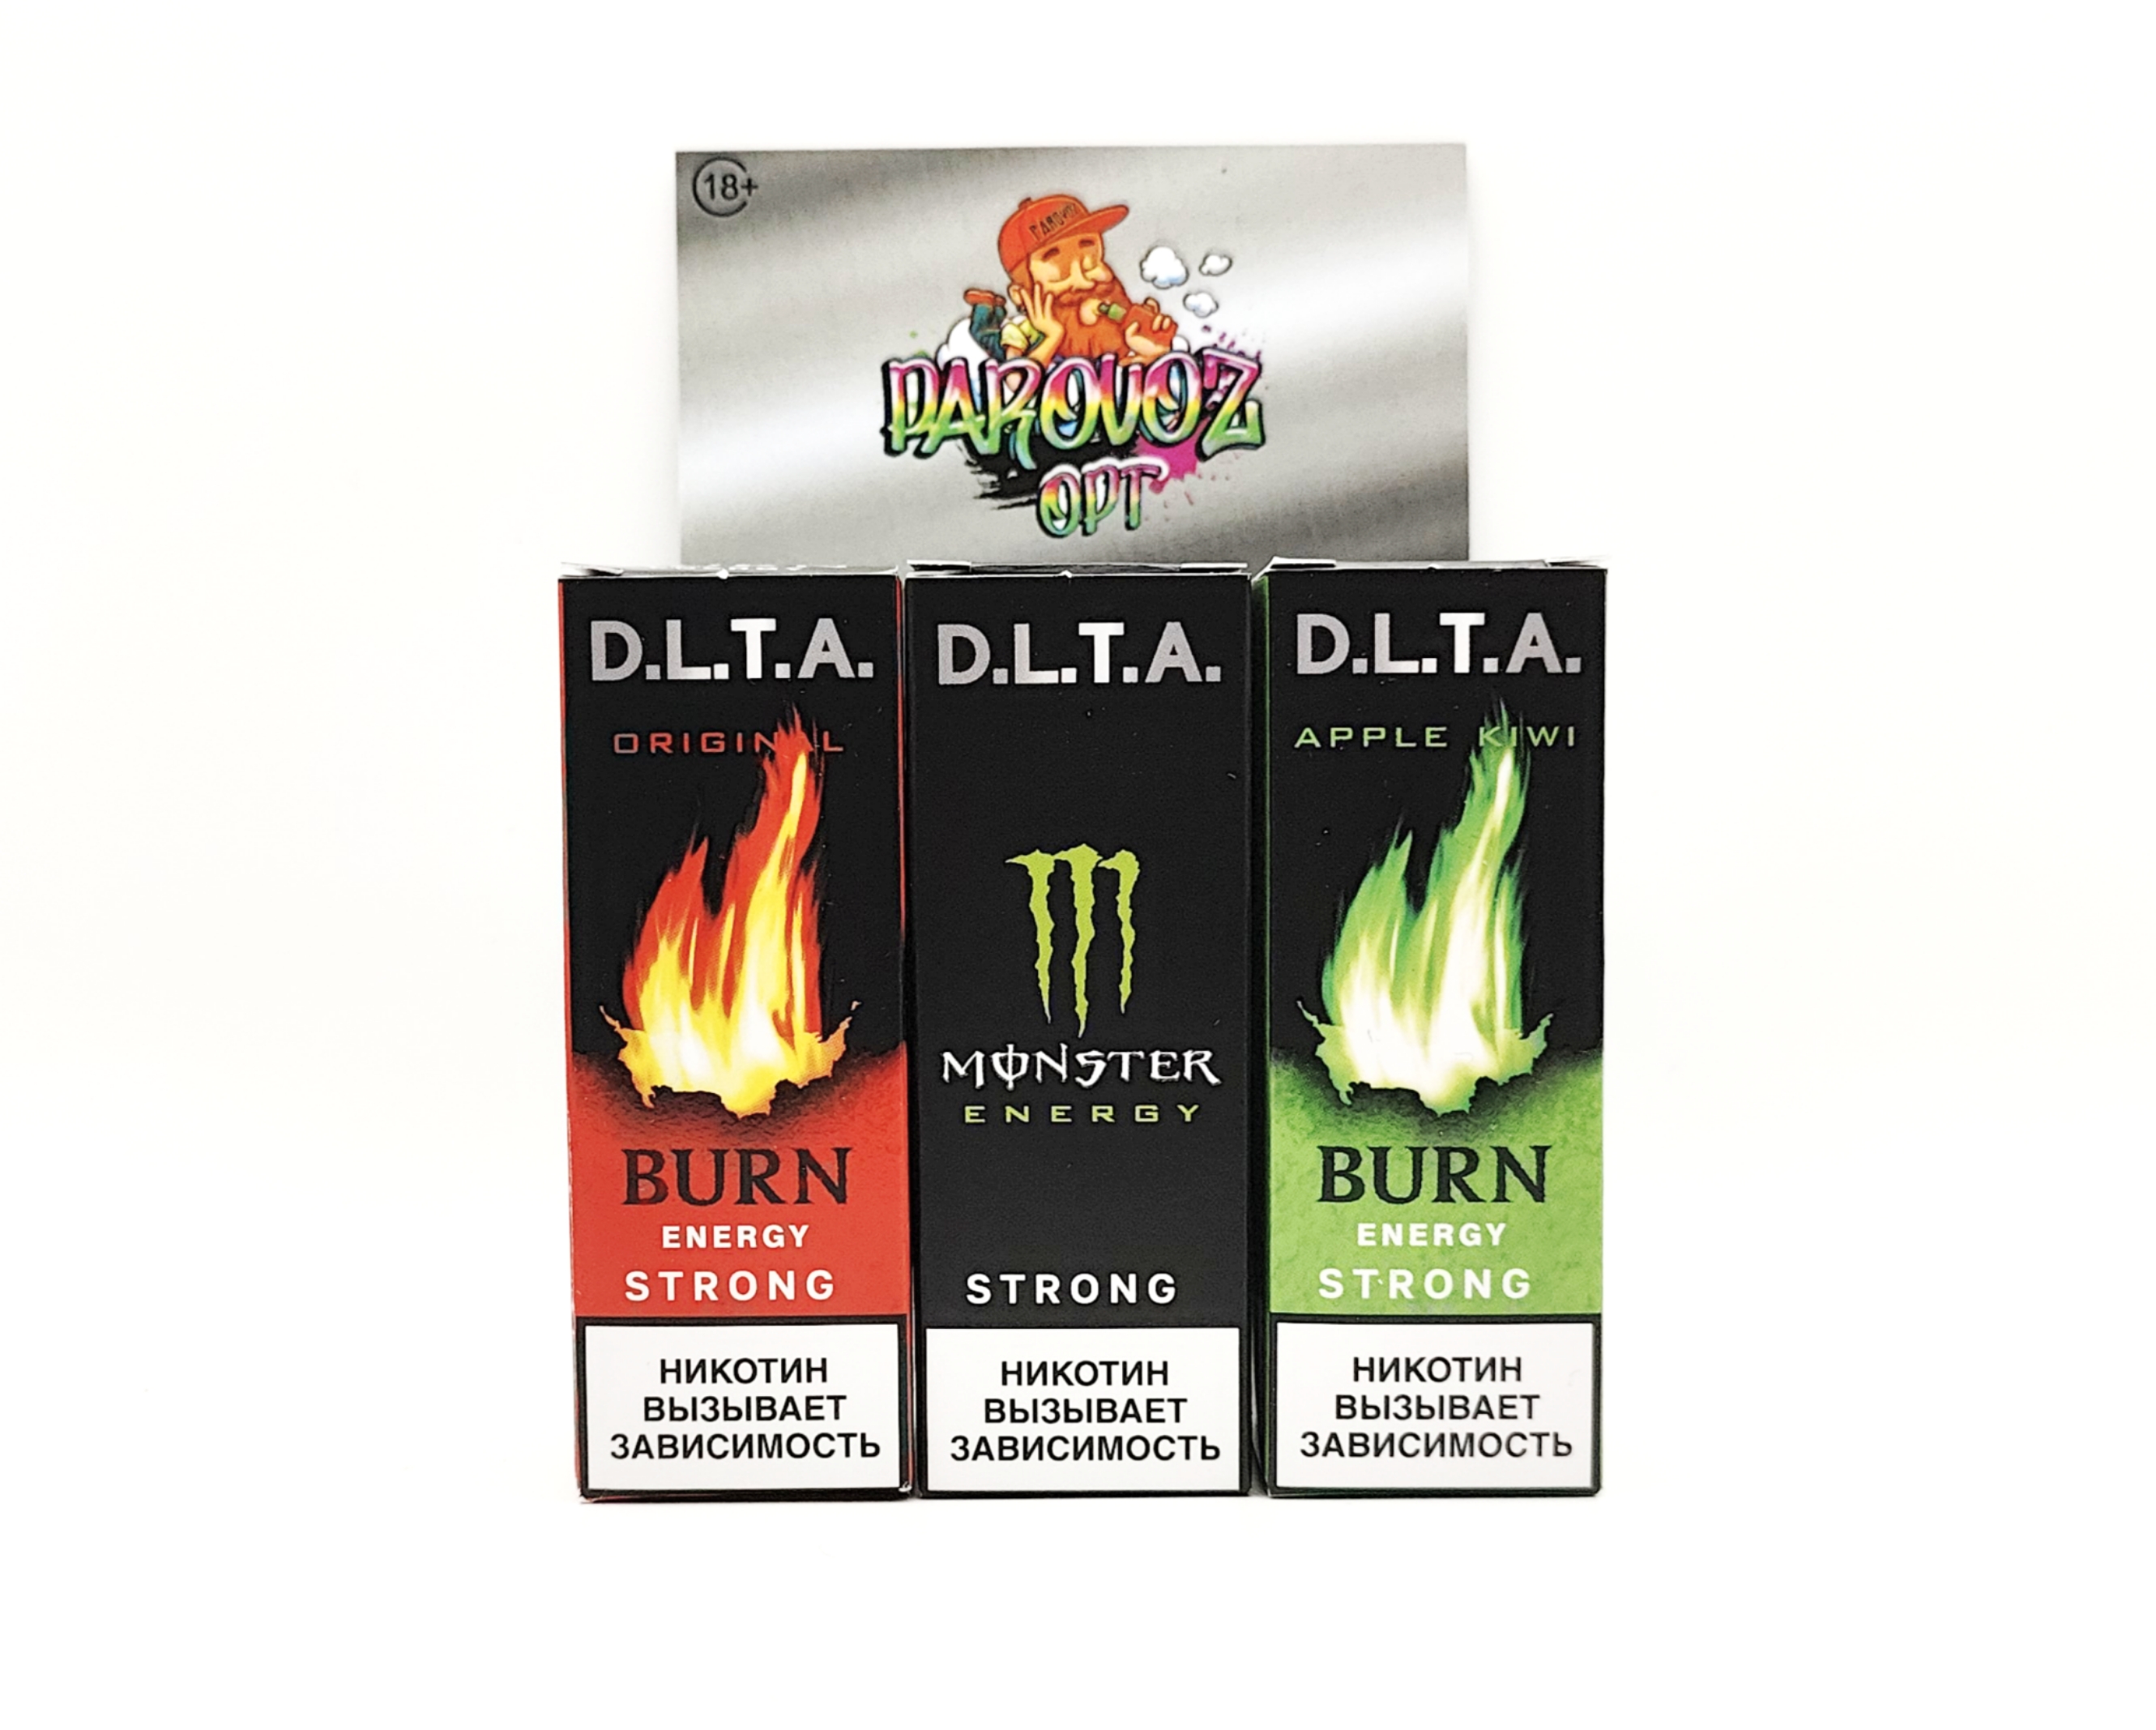 18+
PAROVOZ
PAROVOZ
OPT
D.L.T.A.
ORIGINAL
BURN
ENERGY
STRONG
НИКОТИН
ВЫЗЫВАЕТ
ЗАВИСИМОСТЬ
D.L.T.A.
MONSTER
ENERGY
STRONG
НИКОТИН
ВЫЗЫВАЕТ
ЗАВИСИМОСТЬ
D.L.T.A.
APPLE KIWI
BURN
ENERGY
STRONG
НИКОТИН
ВЫЗЫВАЕТ
ЗАВИСИМОСТЬ